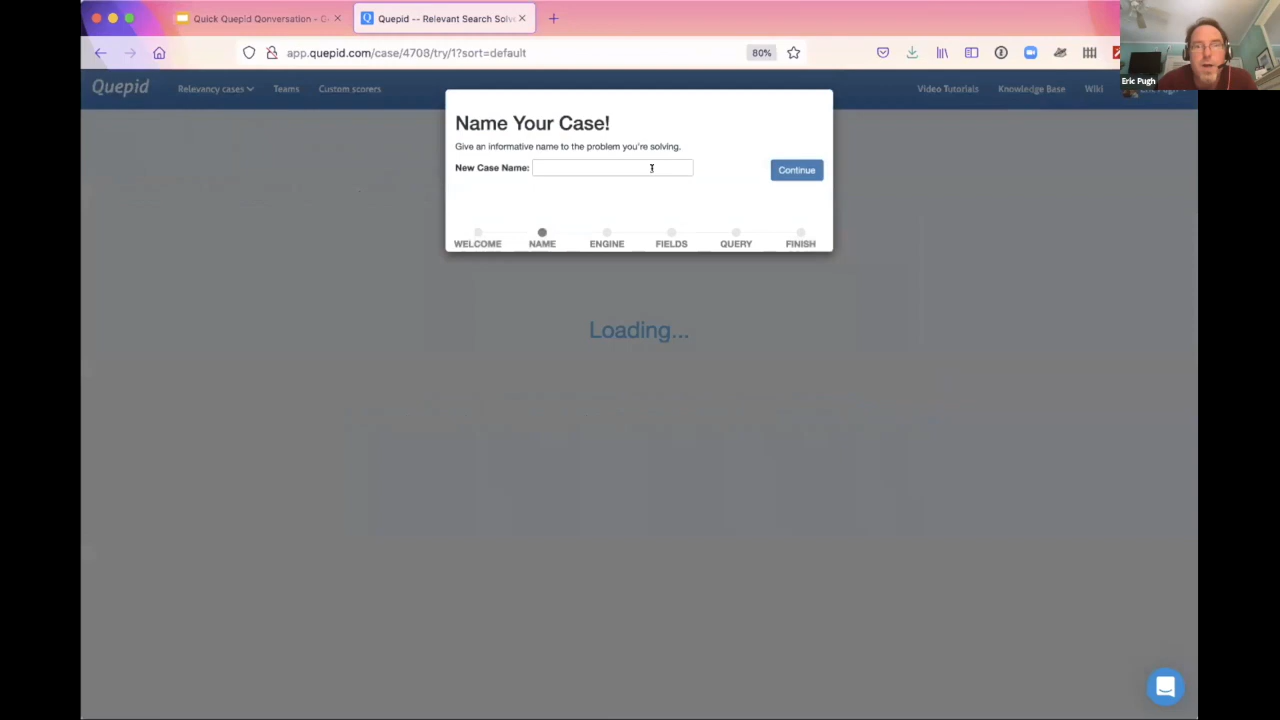 Quick Quepid Qonversation - G
Quepid -- Relevant Search Solv
app.quepid.com/case/4708/try/1?sort=default
80%
Eric Pugh
Quepid
Relevancy cases
Teams
Custom scorers
Video Tutorials
Knowledge Base
Wiki
Name Your Case!
Give an informative name to the problem you're solving.
New Case Name:
Continue
WELCOME
NAME
ENGINE
FIELDS
QUERY
FINISH
Loading...